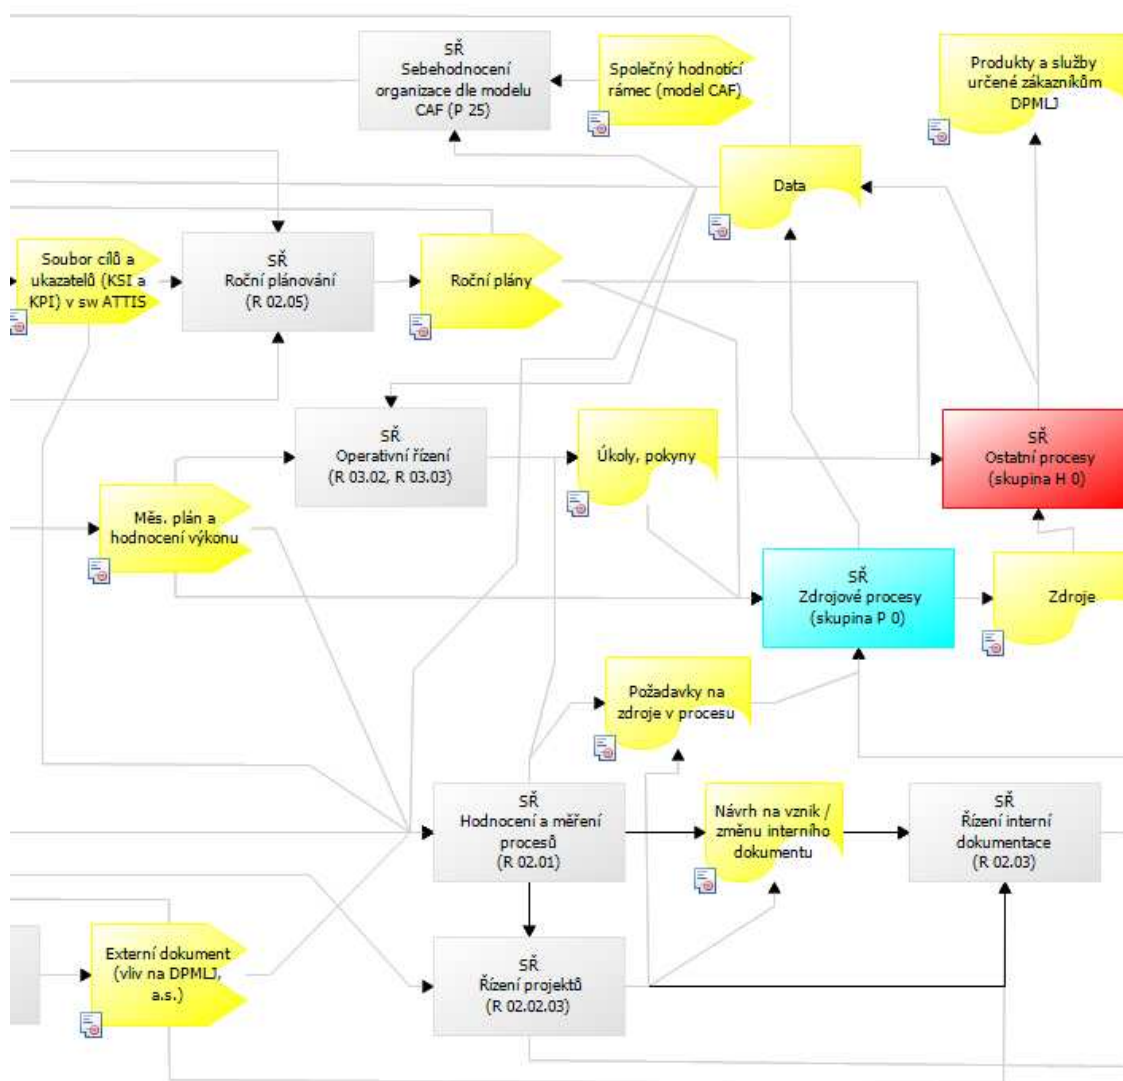 SŘ
Sebehodnocení
organizace dle modelu
CAF (P 25)
Společný hodnotící
rámec (model CAF)
Produkty a služby
určené zákazníkům
DPMLJ
Data
Soubor cílů a
ukazatelů (KSI a
KPI) v sw ATTIS
SŘ
Roční plánování
(R 02.05)
Roční plány
SŘ
Operativní řízení
(R 03.02, R 03.03)
Úkoly, pokyny
SŘ
Ostatní procesy
(skupina H 0)
Měs. plán a
hodnocení výkonu
SŘ
Zdrojové procesy
(skupina P 0)
Zdroje
Požadavky na
zdroje v procesu
SŘ
Hodnocení a měření
procesů
(R 02.01)
Návrh na vznik /
změnu interního
dokumentu
SŘ
Řízení interní
dokumentace
(R 02.03)
Externí dokument
(vliv na DPMLJ,
a.s.)
SŘ
Řízení projektů
(R 02.02.03)